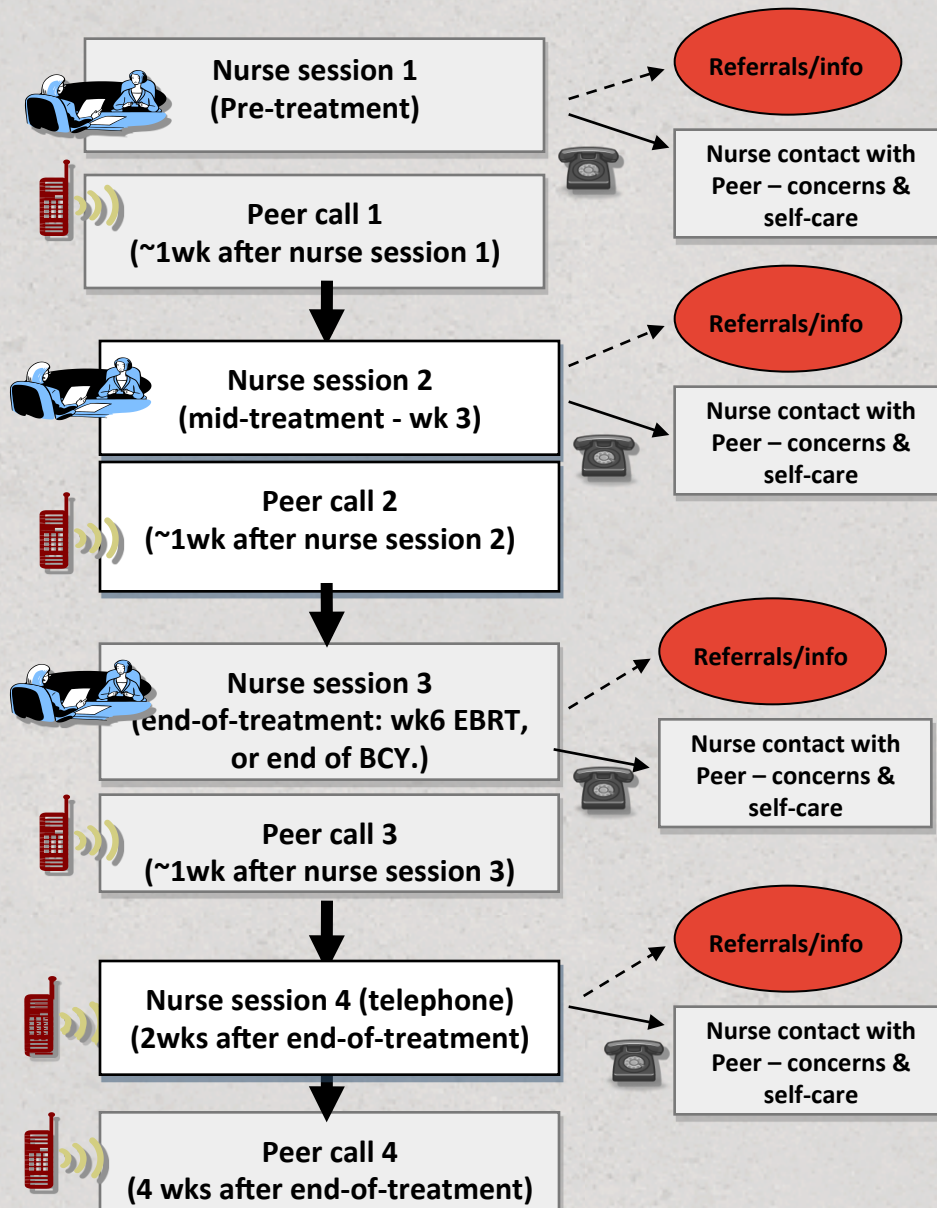 Nurse session 1
(Pre-treatment)
Referrals/info
Nurse contact with
Peer – concerns &
self-care
Peer call 1
(~1wk after nurse session 1)
Nurse session 2
(mid-treatment - wk 3)
Referrals/info
Nurse contact with
Peer – concerns &
self-care
Peer call 2
(~1wk after nurse session 2)
Nurse session 3
(end-of-treatment: wk6 EBRT,
or end of BCY.)
Referrals/info
Nurse contact with
Peer – concerns &
self-care
Peer call 3
(~1wk after nurse session 3)
Nurse session 4 (telephone)
(2wks after end-of-treatment)
Referrals/info
Nurse contact with
Peer – concerns &
self-care
Peer call 4
(4 wks after end-of-treatment)